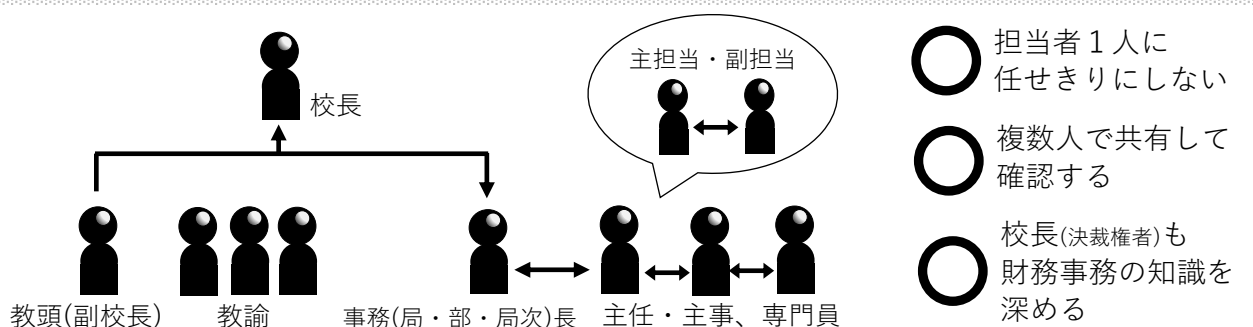 校長
主担当・副担当
教頭(副校長)
教諭
事務(局・部・局次)長
主任・主事、専門員
担当者1人に
任せきりにしない
複数人で共有して
確認する
校長(決裁権者)も
財務事務の知識を
深める